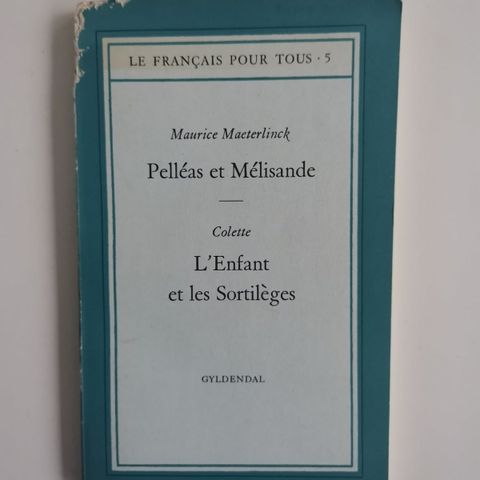 LE FRANÇAIS POUR TOUS · 5
Maurice Maeterlinck
Pelléas et Mélisande
Colette
L'Enfant
et les Sortilèges
GYLDENDAL